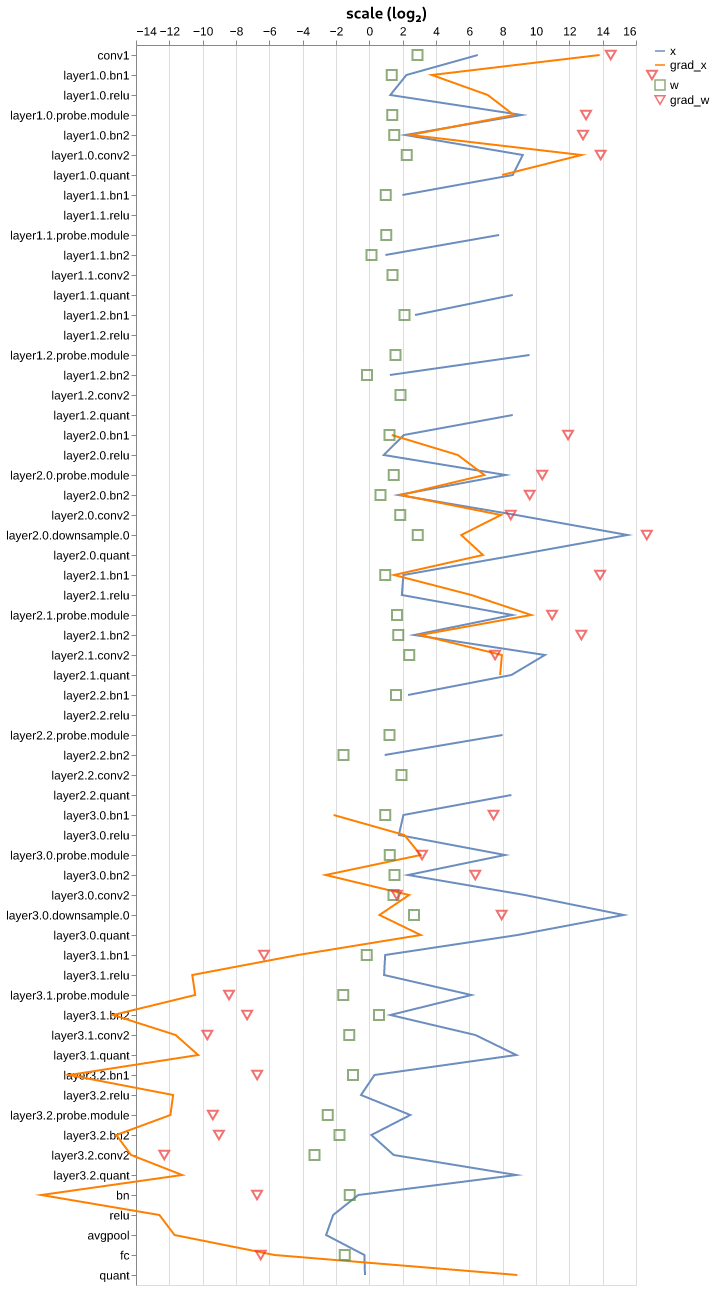 scale (log₂)
−14 −12 −10 −8 −6 −4 −2 0 2 4 6 8 10 12 14 16
x
grad_x
w
grad_w
conv1
layer1.0.bn1
layer1.0.relu
layer1.0.probe.module
layer1.0.bn2
layer1.0.conv2
layer1.0.quant
layer1.1.bn1
layer1.1.relu
layer1.1.probe.module
layer1.1.bn2
layer1.1.conv2
layer1.1.quant
layer1.2.bn1
layer1.2.relu
layer1.2.probe.module
layer1.2.bn2
layer1.2.conv2
layer1.2.quant
layer2.0.bn1
layer2.0.relu
layer2.0.probe.module
layer2.0.bn2
layer2.0.conv2
layer2.0.downsample.0
layer2.0.quant
layer2.1.bn1
layer2.1.relu
layer2.1.probe.module
layer2.1.bn2
layer2.1.conv2
layer2.1.quant
layer2.2.bn1
layer2.2.relu
layer2.2.probe.module
layer2.2.bn2
layer2.2.conv2
layer2.2.quant
layer3.0.bn1
layer3.0.relu
layer3.0.probe.module
layer3.0.bn2
layer3.0.conv2
layer3.0.downsample.0
layer3.0.quant
layer3.1.bn1
layer3.1.relu
layer3.1.probe.module
layer3.1.bn2
layer3.1.conv2
layer3.1.quant
layer3.2.bn1
layer3.2.relu
layer3.2.probe.module
layer3.2.bn2
layer3.2.conv2
layer3.2.quant
bn
relu
avgpool
fc
quant